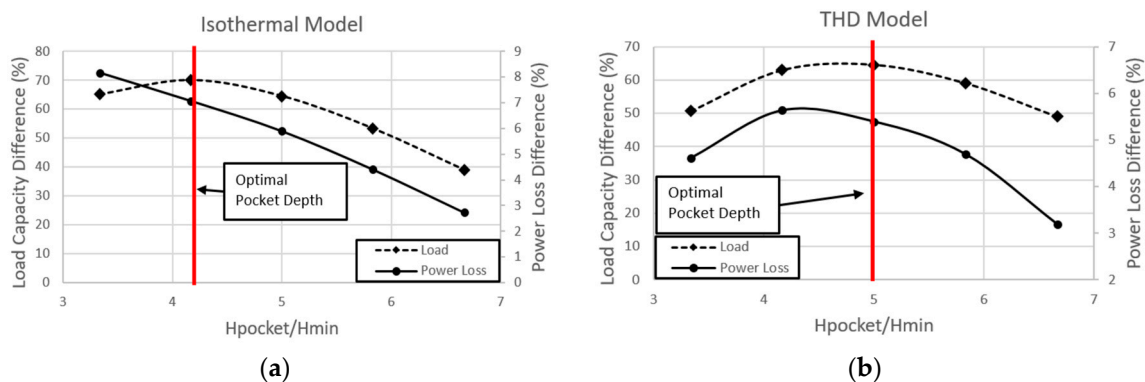 Isothermal Model
Load Capacity Difference (%)
80
70
60
50
40
30
20
10
0
9
8
7
6
5
4
3
2
1
0
Power Loss Difference (%)
Optimal
Pocket Depth
Load
Power Loss
3 4 5 6 7
Hpocket/Hmin
(a)
THD Model
Load Capacity Difference (%)
70
60
50
40
30
20
10
0
7
6
5
4
3
2
Power Loss Difference (%)
Optimal
Pocket Depth
Load
Power Loss
3 4 5 6 7
Hpocket/Hmin
(b)